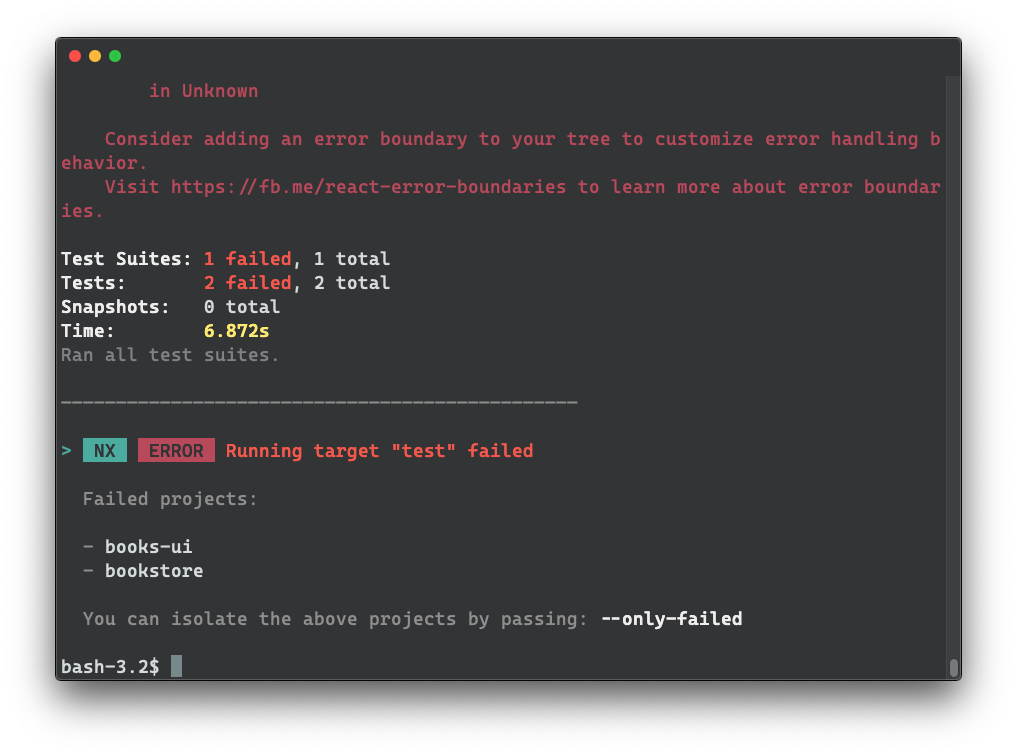 in Unknown
Consider adding an error boundary to your tree to customize error handling b
ehavior.
Visit https://fb.me/react-error-boundaries to learn more about error boundar
ies.
Test Suites: 1 failed, 1 total
Tests: 2 failed, 2 total
Snapshots: 0 total
Time: 6.872s
Ran all test suites.
> NX ERROR Running target "test" failed
Failed projects:
- books-ui
- bookstore
You can isolate the above projects by passing: --only-failed
bash-3.2$